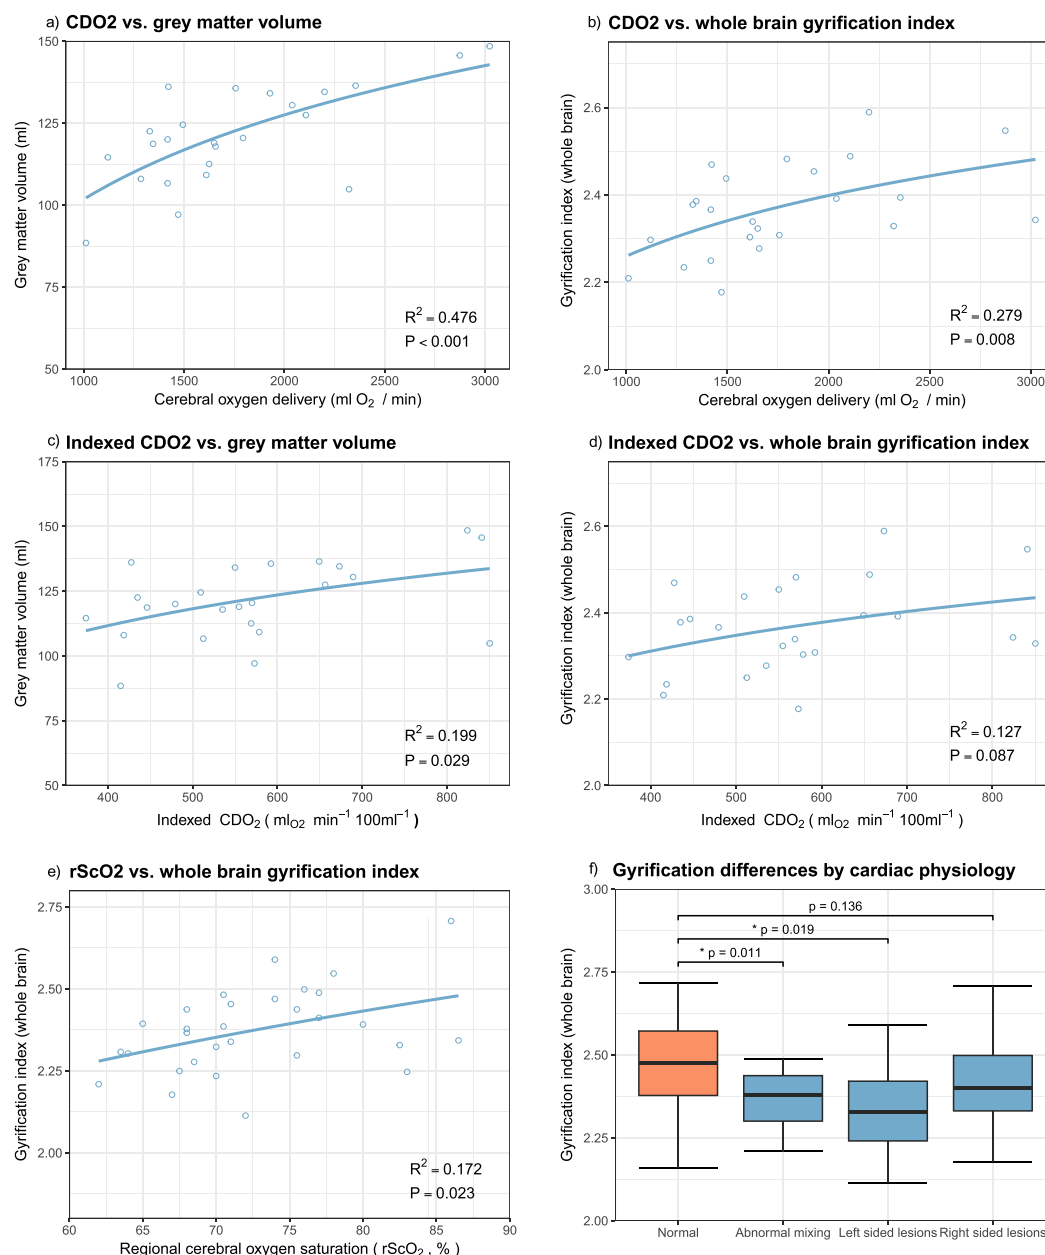 a) CDO2 vs. grey matter volume
150
125
100
75
50
Grey matter volume (ml)
R² = 0.476
P < 0.001
1000 1500 2000 2500 3000
Cerebral oxygen delivery (ml O₂ / min)
b) CDO2 vs. whole brain gyrification index
2.6
2.4
2.2
2.0
Gyrification index (whole brain)
R² = 0.279
P = 0.008
1000 1500 2000 2500 3000
Cerebral oxygen delivery (ml O₂ / min)
c) Indexed CDO2 vs. grey matter volume
175
150
125
100
75
50
Grey matter volume (ml)
R² = 0.199
P = 0.029
400 500 600 700 800
Indexed CDO₂ ( ml_O2 min⁻¹ 100ml⁻¹ )
d) Indexed CDO2 vs. whole brain gyrification index
2.6
2.4
2.2
2.0
Gyrification index (whole brain)
R² = 0.127
P = 0.087
400 500 600 700 800
Indexed CDO₂ ( ml_O2 min⁻¹ 100ml⁻¹ )
e) rScO2 vs. whole brain gyrification index
2.75
2.50
2.25
2.00
Gyrification index (whole brain)
R² = 0.172
P = 0.023
60 65 70 75 80 85 90
Regional cerebral oxygen saturation ( rScO₂ , % )
f) Gyrification differences by cardiac physiology
3.00
2.75
2.50
2.25
2.00
Gyrification index (whole brain)
p = 0.136
* p = 0.019
* p = 0.011
Normal Abnormal mixing Left sided lesions Right sided lesions